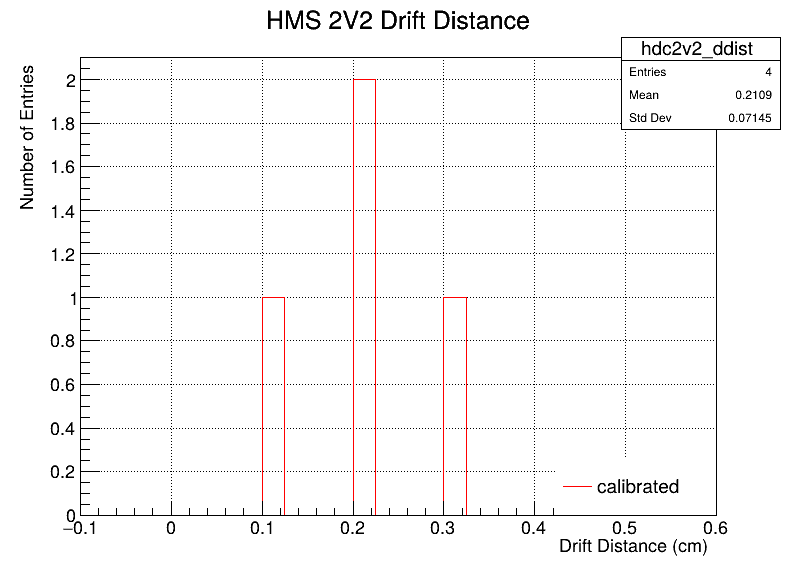 HMS 2V2 Drift Distance
hdc2v2_ddist
Entries 4
Mean 0.2109
Std Dev 0.07145
Number of Entries
2
1.8
1.6
1.4
1.2
1
0.8
0.6
0.4
0.2
0
−0.1 0 0.1 0.2 0.3 0.4 0.5 0.6
calibrated
Drift Distance (cm)